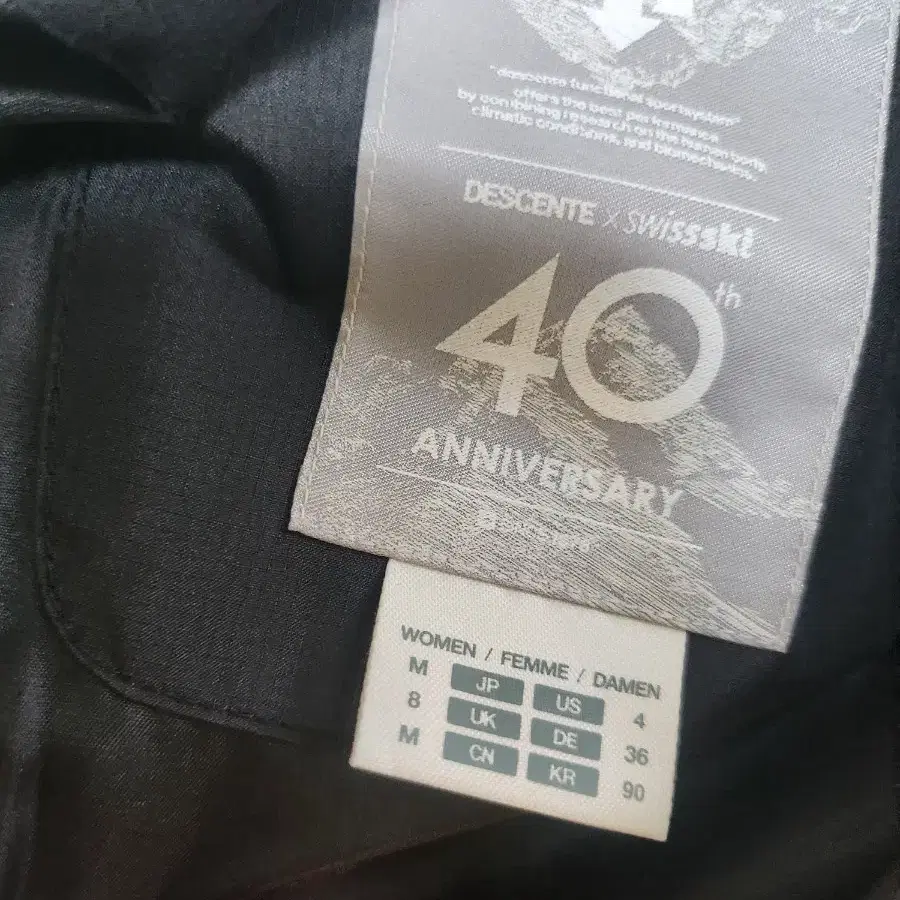 "descente functional sportsystem"
offers the best performance
by combining research on the human body,
climatic conditions, and biomechanics.
DESCENTE × swissski
40th
ANNIVERSARY
WOMEN / FEMME / DAMEN
M JP US 4
8 UK DE 36
M CN KR 90